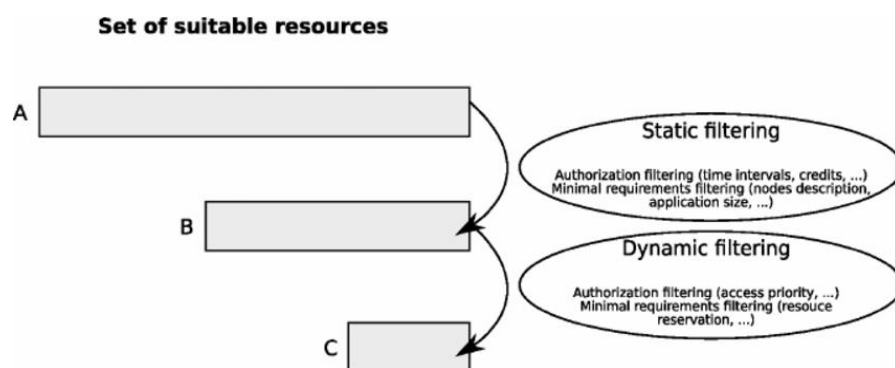 Set of suitable resources
A
Static filtering
Authorization filtering (time intervals, credits, ...)
Minimal requirements filtering (nodes description,
application size, ...)
B
Dynamic filtering
Authorization filtering (access priority, ...)
Minimal requirements filtering (resouce
reservation, ...)
C